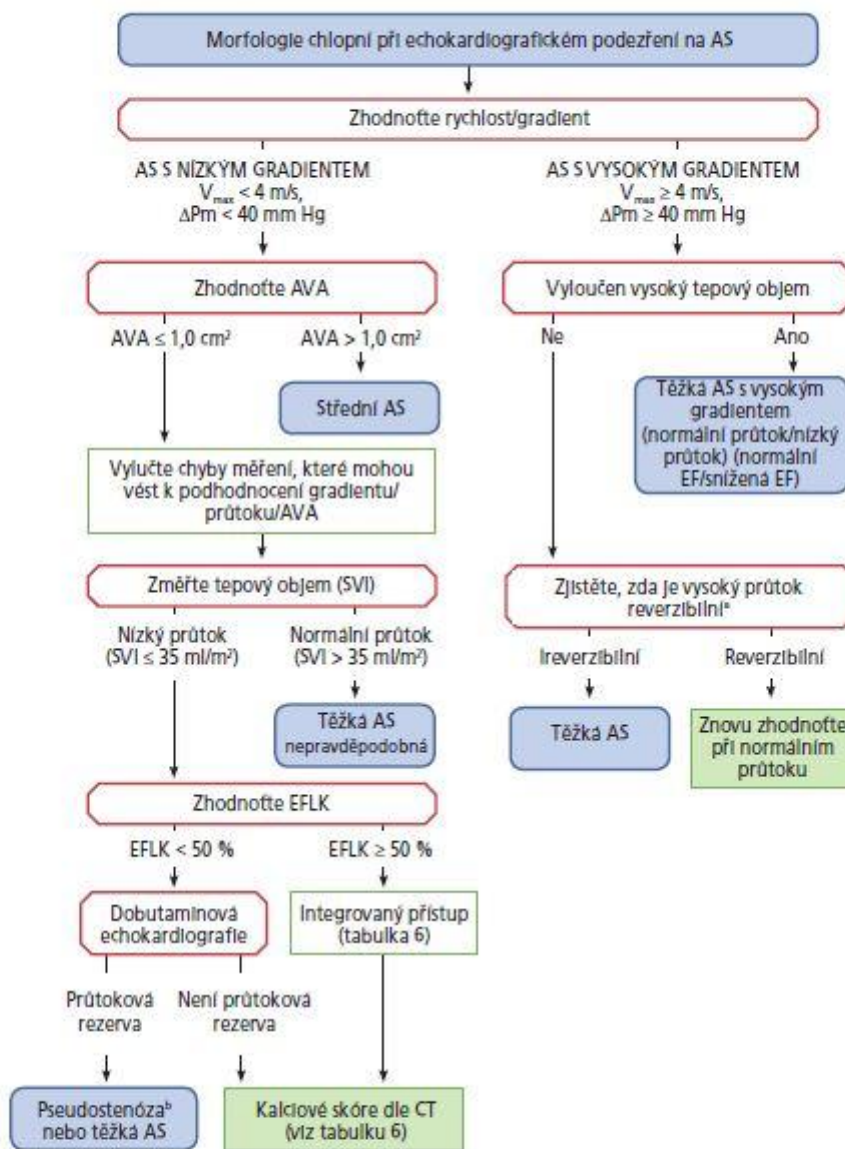 Morfologie chlopní při echokardiografickém podezření na AS
Zhodnoťte rychlost/gradient
AS S NÍZKÝM GRADIENTEM
Vmax < 4 m/s,
ΔPm < 40 mm Hg
AS S VYSOKÝM GRADIENTEM
Vmax ≥ 4 m/s,
ΔPm ≥ 40 mm Hg
Zhodnoťte AVA
Vyloučen vysoký tepový objem
AVA ≤ 1,0 cm²
AVA > 1,0 cm²
Ne
Ano
Střední AS
Těžká AS s vysokým
gradientem
(normální průtok/nízký
průtok) (normální
EF/snížená EF)
Vylučte chyby měření, které mohou
vést k podhodnocení gradientu/
průtoku/AVA
Změřte tepový objem (SVI)
Zjistěte, zda je vysoký průtok
reverzibilníᵃ
Nízký průtok
(SVI ≤ 35 ml/m²)
Normální průtok
(SVI > 35 ml/m²)
Ireverzibilní
Reverzibilní
Těžká AS
nepravděpodobná
Těžká AS
Znovu zhodnoťte
při normálním
průtoku
Zhodnoťte EFLK
EFLK < 50 %
EFLK ≥ 50 %
Dobutaminová
echokardiografie
Integrovaný přístup
(tabulka 6)
Průtoková
rezerva
Není průtoková
rezerva
Pseudostenózaᵇ
nebo těžká AS
Kalciové skóre dle CT
(viz tabulku 6)